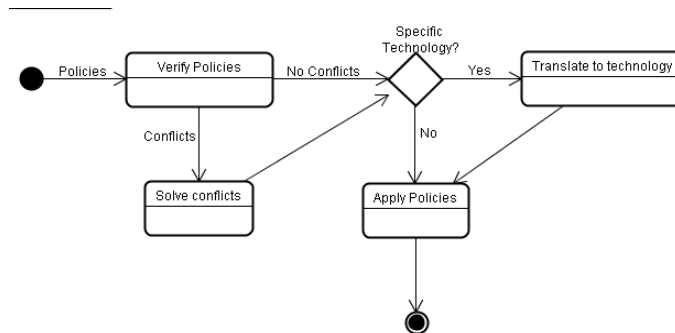 Specific
Technology?
Policies
Verify Policies
No Conflicts
Yes
Translate to technology
Conflicts
No
Solve conflicts
Apply Policies